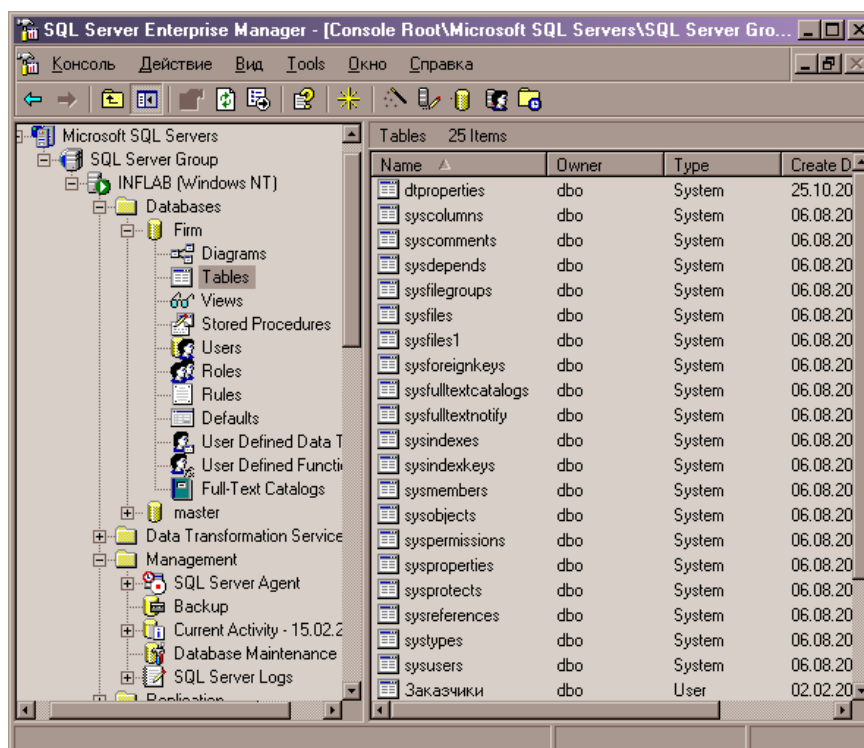 SQL Server Enterprise Manager - [Console Root\Microsoft SQL Servers\SQL Server Gro...
Консоль Действие Вид Tools Окно Справка
Microsoft SQL Servers
SQL Server Group
INFLAB (Windows NT)
Databases
Firm
Diagrams
Tables
Views
Stored Procedures
Users
Roles
Rules
Defaults
User Defined Data T
User Defined Functi
Full-Text Catalogs
master
Data Transformation Service
Management
SQL Server Agent
Backup
Current Activity - 15.02.2
Database Maintenance
SQL Server Logs
Replication
Tables 25 Items
Name Owner Type Create D
dtproperties dbo System 25.10.20
syscolumns dbo System 06.08.20
syscomments dbo System 06.08.20
sysdepends dbo System 06.08.20
sysfilegroups dbo System 06.08.20
sysfiles dbo System 06.08.20
sysfiles1 dbo System 06.08.20
sysforeignkeys dbo System 06.08.20
sysfulltextcatalogs dbo System 06.08.20
sysfulltextnotify dbo System 06.08.20
sysindexes dbo System 06.08.20
sysindexkeys dbo System 06.08.20
sysmembers dbo System 06.08.20
sysobjects dbo System 06.08.20
syspermissions dbo System 06.08.20
sysproperties dbo System 06.08.20
sysprotects dbo System 06.08.20
sysreferences dbo System 06.08.20
systypes dbo System 06.08.20
sysusers dbo System 06.08.20
Заказчики dbo User 02.02.20